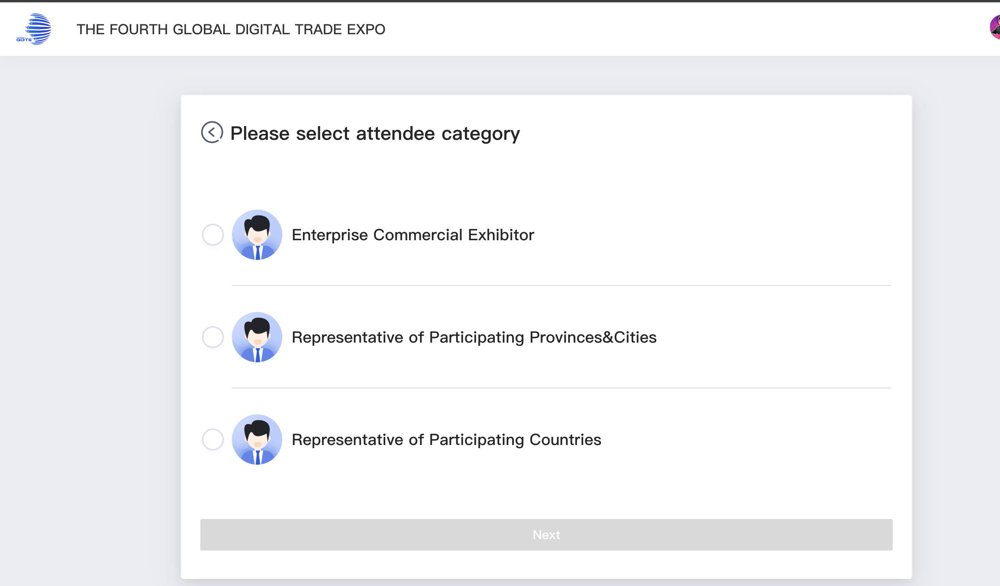 GDTE
THE FOURTH GLOBAL DIGITAL TRADE EXPO
Please select attendee category
Enterprise Commercial Exhibitor
Representative of Participating Provinces&Cities
Representative of Participating Countries
Next